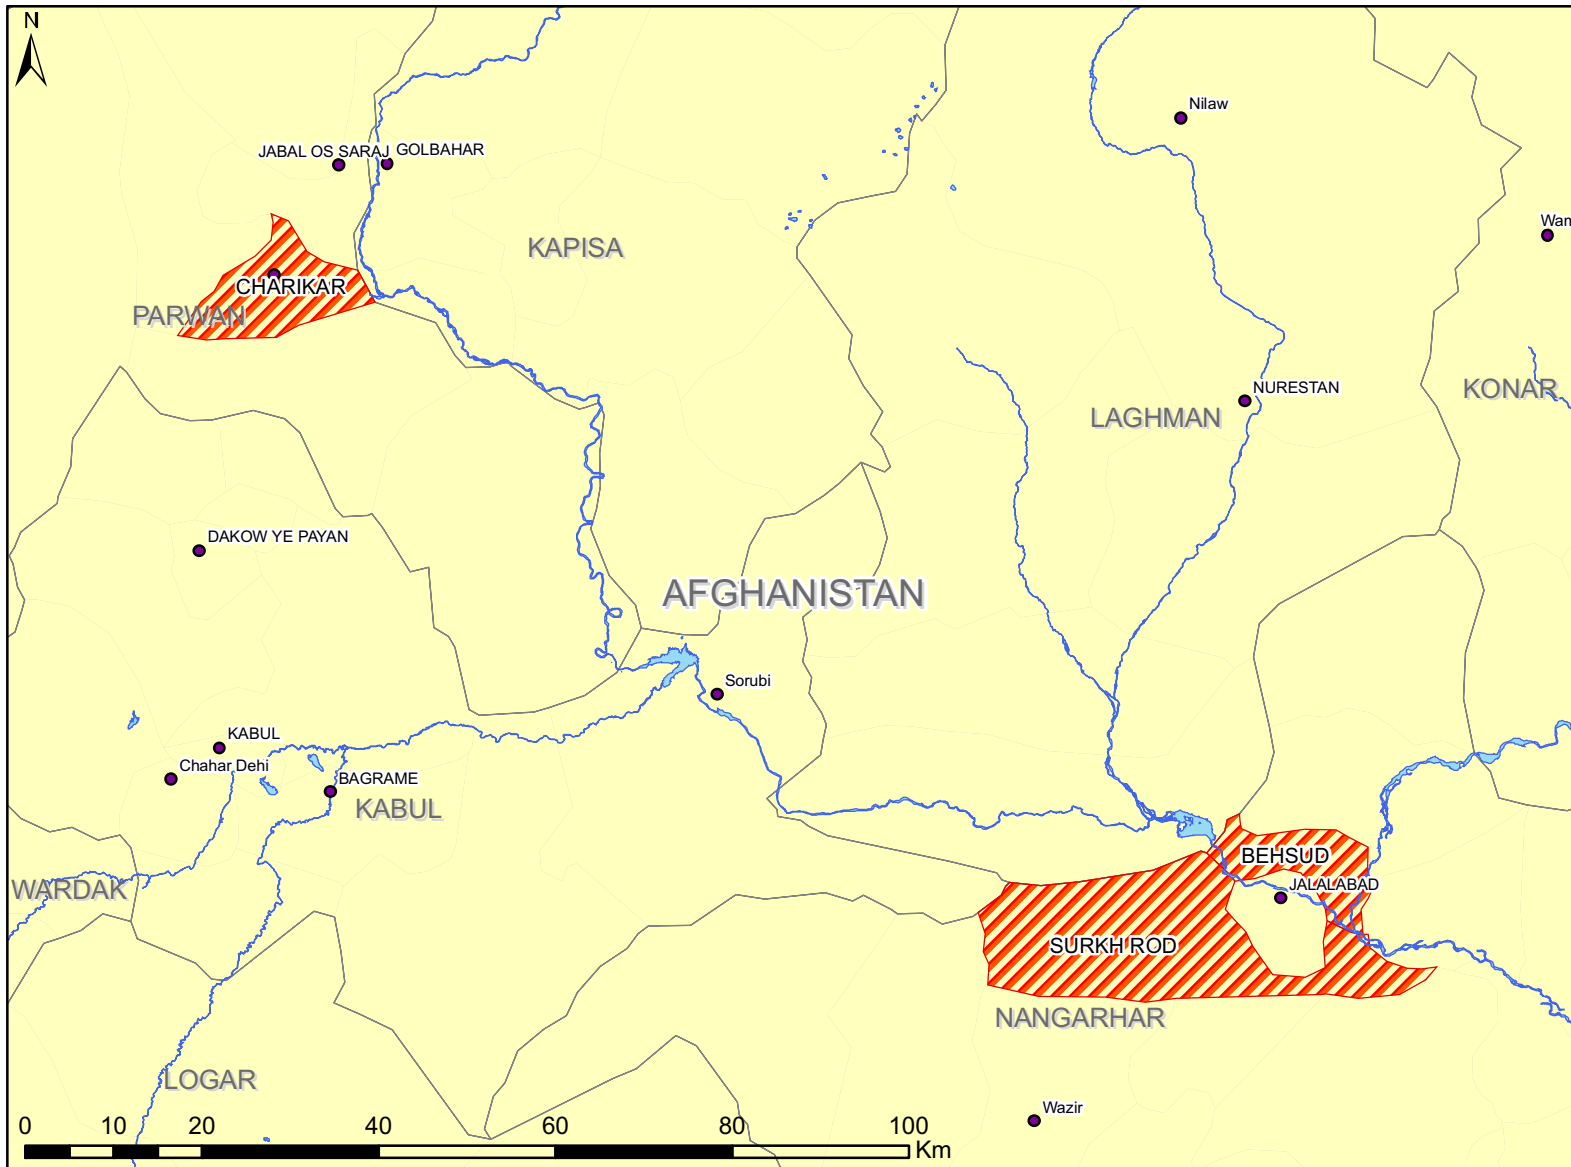 N
Nilaw
JABAL OS SARAJ
GOLBAHAR
Wam
KAPISA
CHARIKAR
PARWAN
NURESTAN
KONAR
LAGHMAN
DAKOW YE PAYAN
AFGHANISTAN
Sorubi
KABUL
Chahar Dehi
BAGRAME
KABUL
BEHSUD
WARDAK
JALALABAD
SURKH ROD
NANGARHAR
LOGAR
Wazir
0 10 20 40 60 80 100
Km